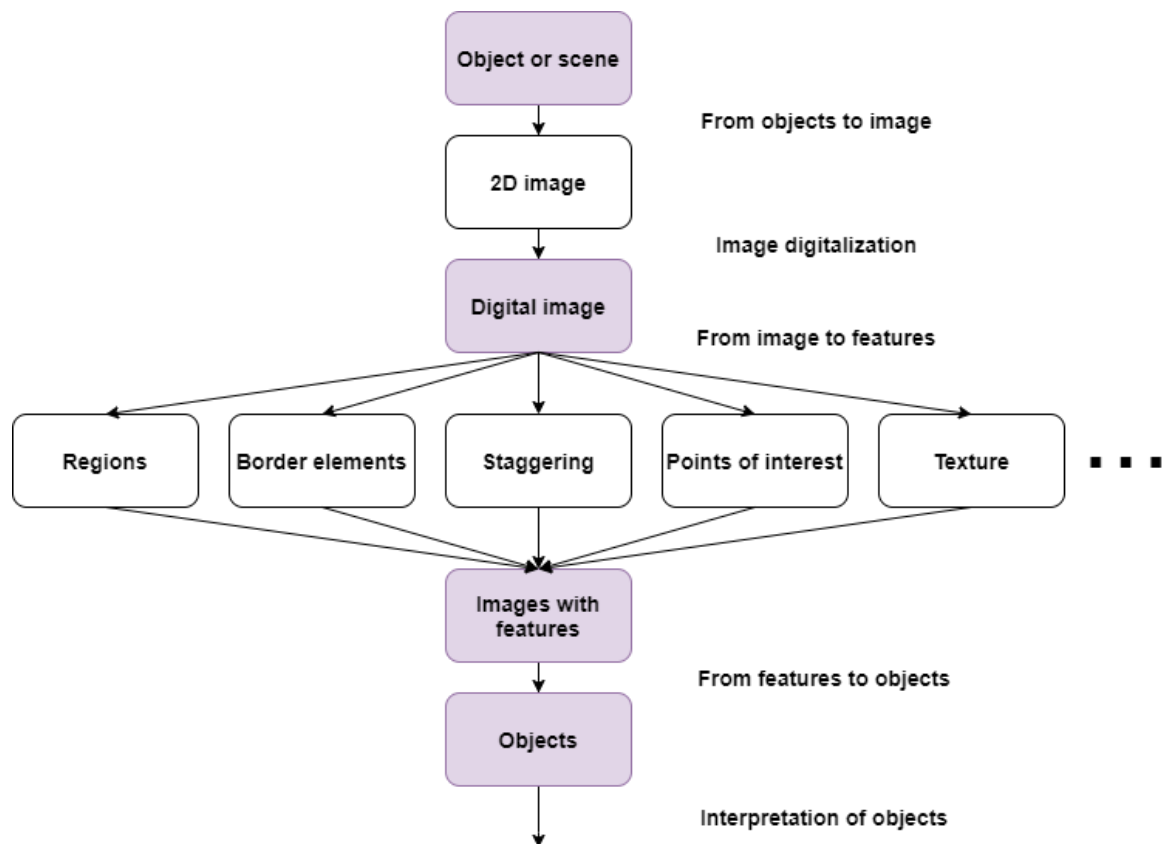 Object or scene
From objects to image
2D image
Image digitalization
Digital image
From image to features
Regions
Border elements
Staggering
Points of interest
Texture
Images with
features
From features to objects
Objects
Interpretation of objects